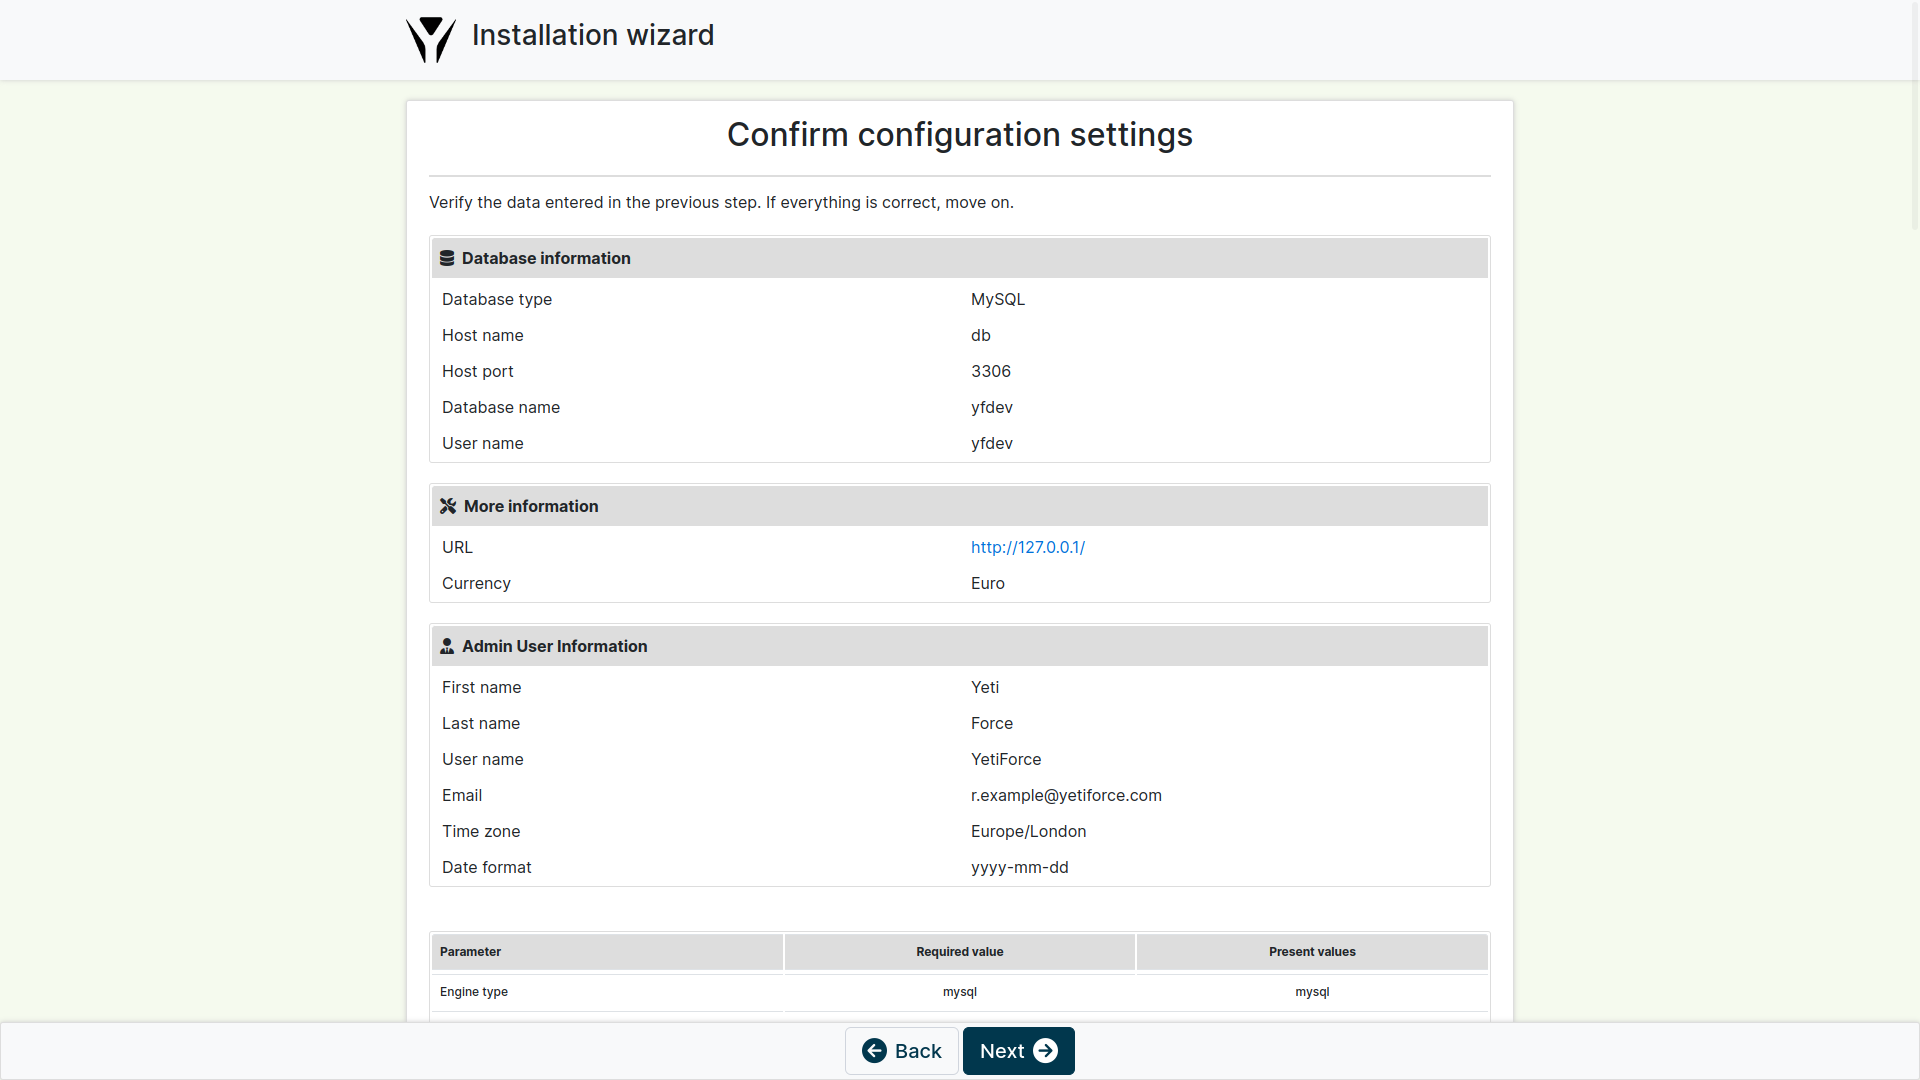 Installation wizard
Confirm configuration settings
Verify the data entered in the previous step. If everything is correct, move on.
Database information
Database type MySQL
Host name db
Host port 3306
Database name yfdev
User name yfdev
More information
URL http://127.0.0.1/
Currency Euro
Admin User Information
First name Yeti
Last name Force
User name YetiForce
Email r.example@yetiforce.com
Time zone Europe/London
Date format yyyy-mm-dd
Parameter Required value Present values
Engine type mysql mysql
Back Next